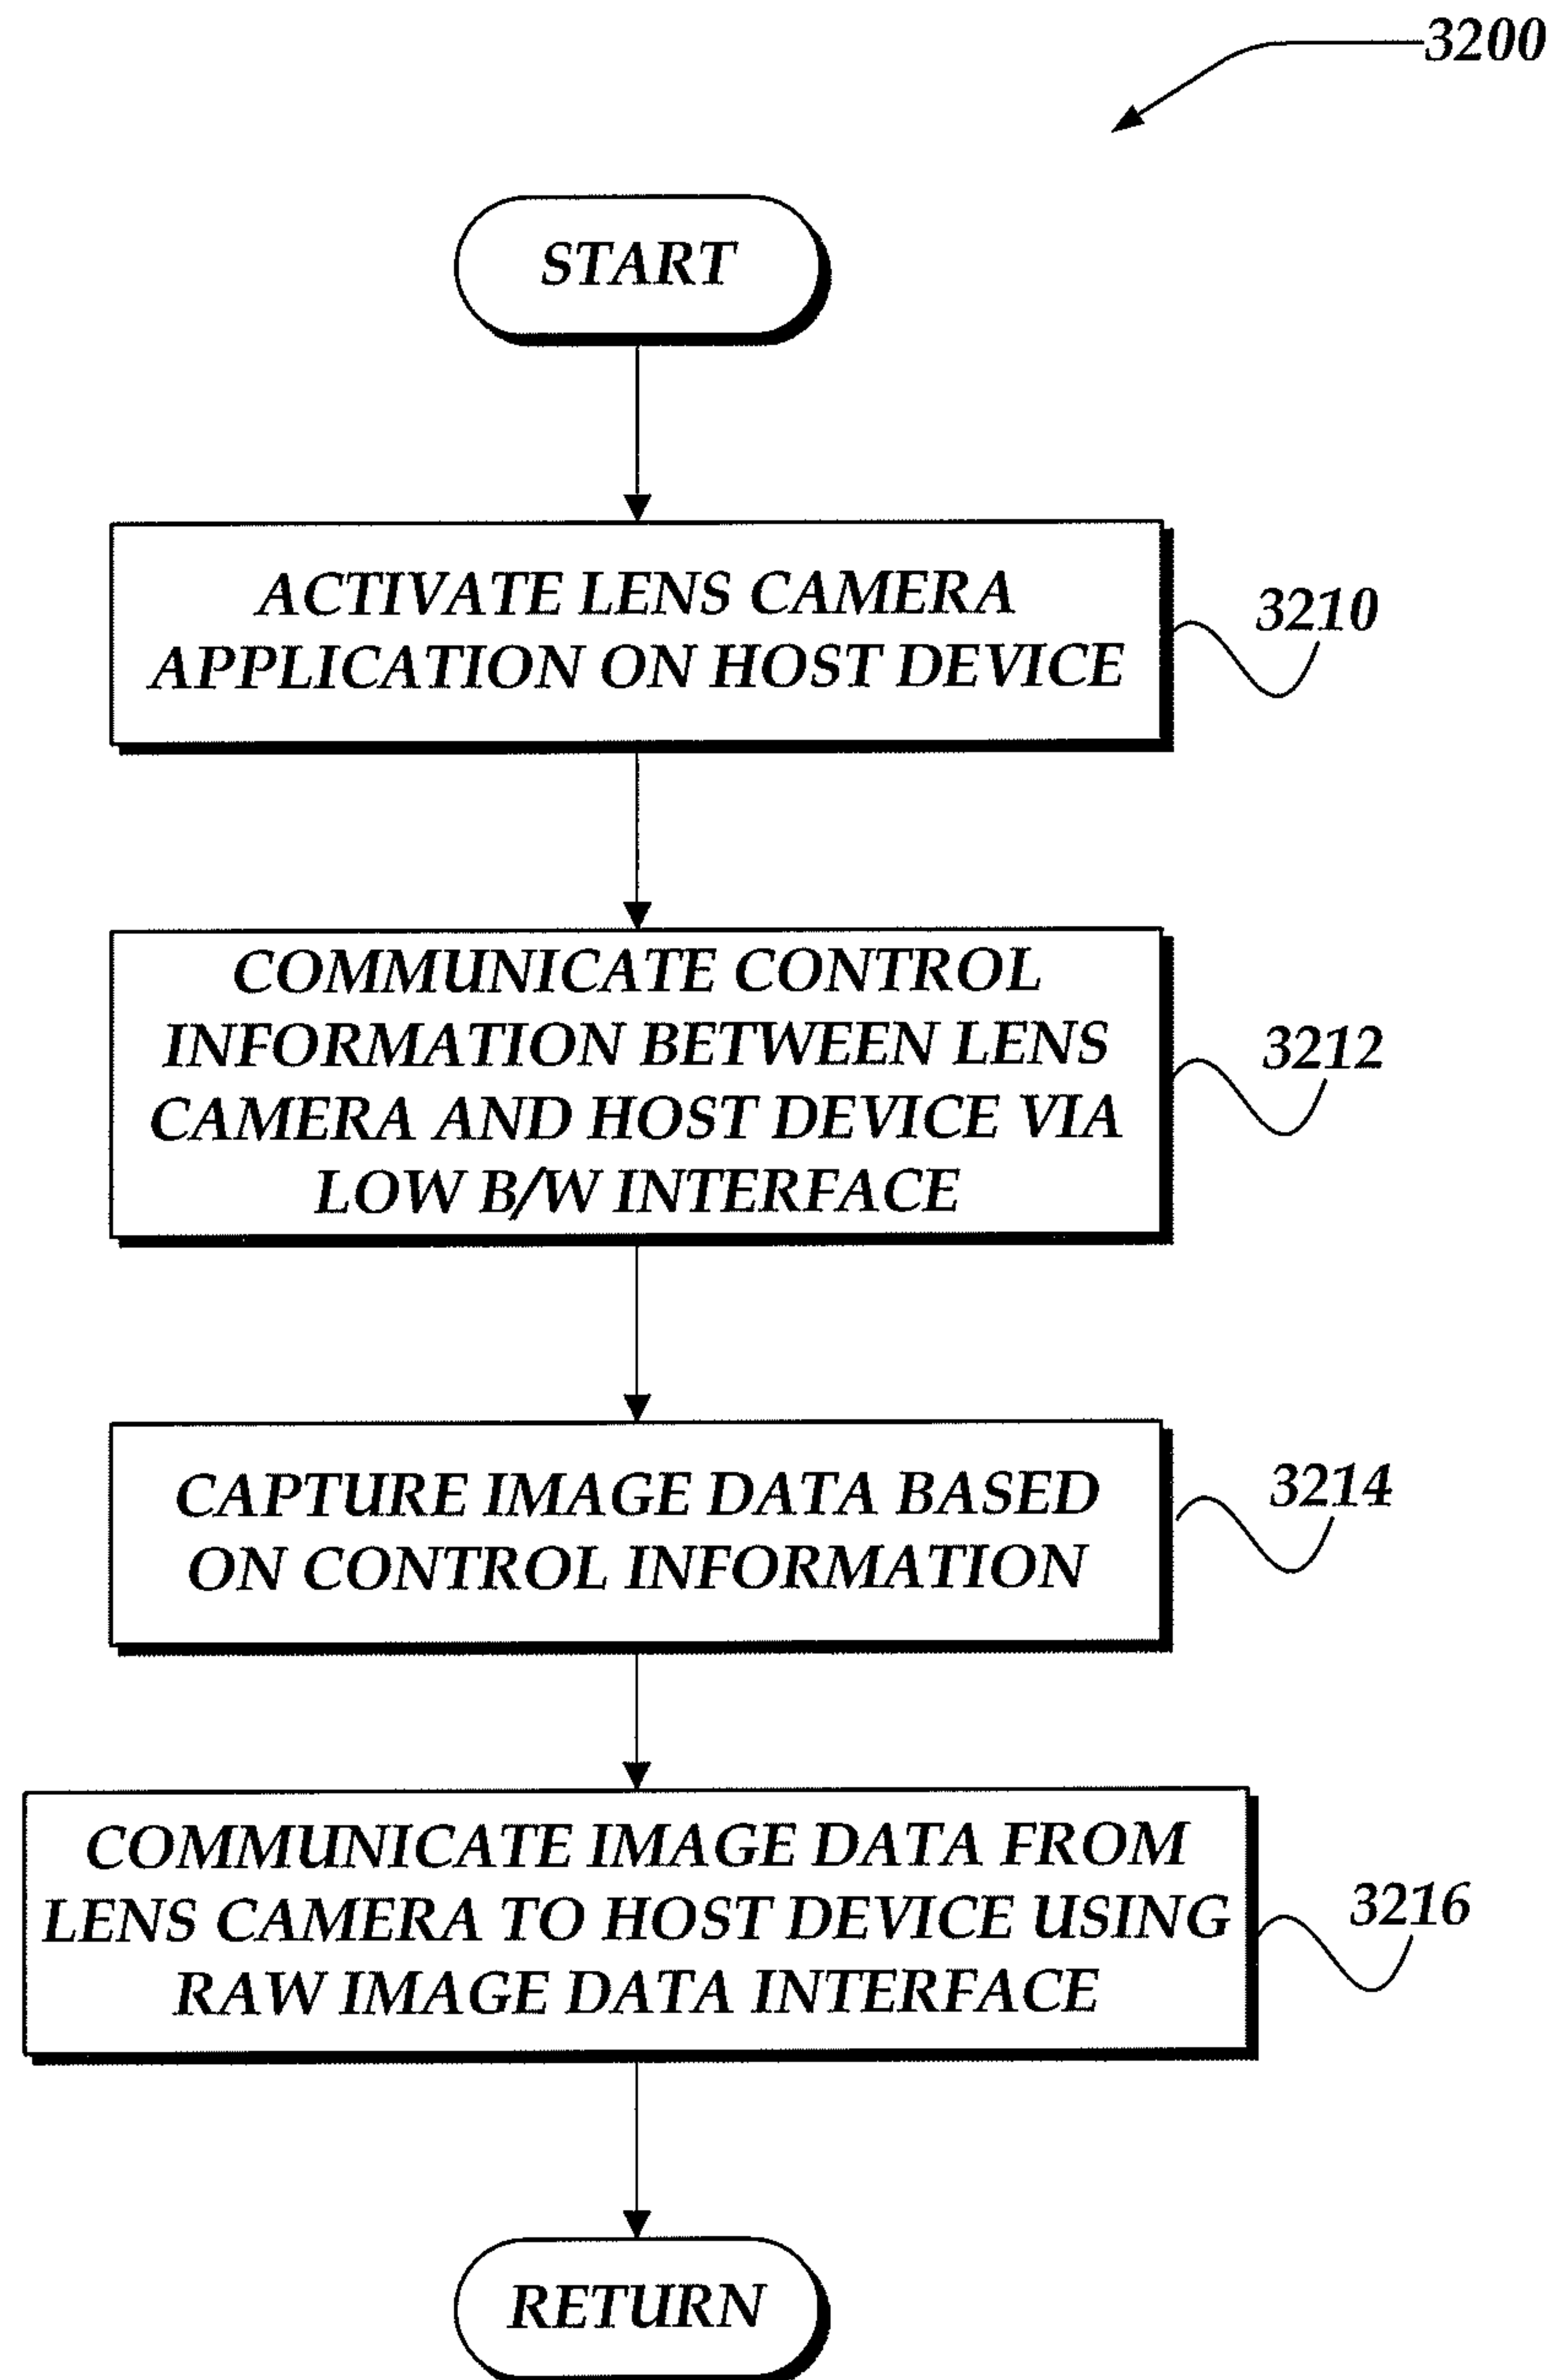 3200
START
ACTIVATE LENS CAMERA
APPLICATION ON HOST DEVICE
3210
COMMUNICATE CONTROL
INFORMATION BETWEEN LENS
CAMERA AND HOST DEVICE VIA
LOW B/W INTERFACE
3212
CAPTURE IMAGE DATA BASED
ON CONTROL INFORMATION
3214
COMMUNICATE IMAGE DATA FROM
LENS CAMERA TO HOST DEVICE USING
RAW IMAGE DATA INTERFACE
3216
RETURN